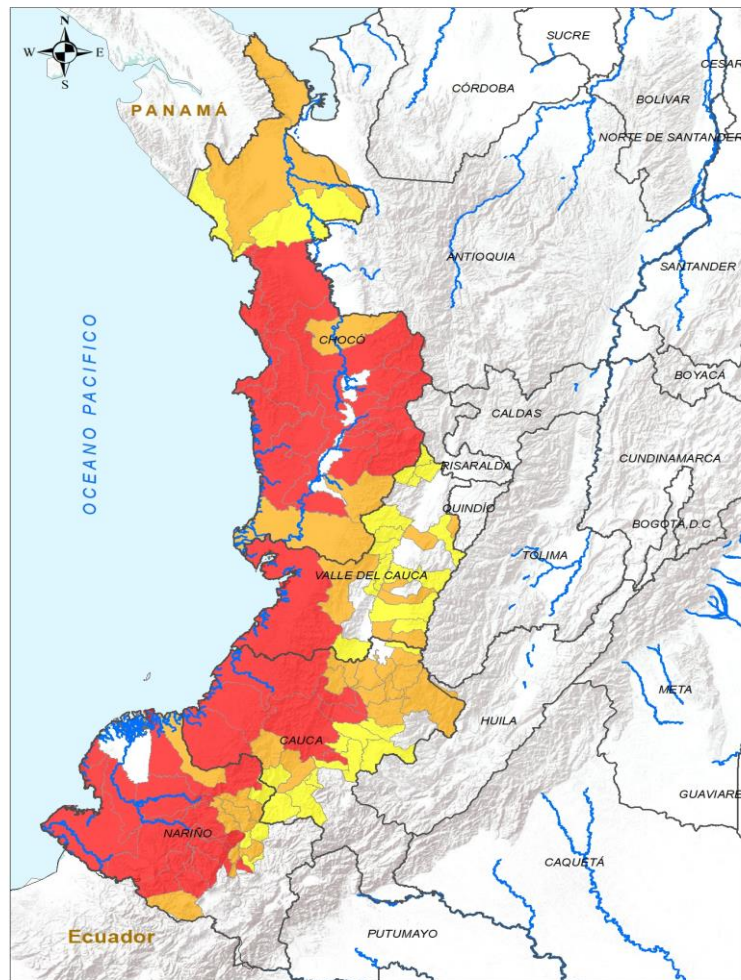 N
W E
S
SUCRE
CESAR
CÓRDOBA
BOLÍVAR
PANAMÁ
NORTE DE SANTANDER
ANTIOQUIA
SANTANDER
CHOCÓ
BOYACÁ
CALDAS
OCEANO PACIFICO
CUNDINAMARCA
RISARALDA
QUINDÍO
BOGOTÁ, D.C
TOLIMA
VALLE DEL CAUCA
META
HUILA
CAUCA
GUAVIARE
NARIÑO
CAQUETÁ
Ecuador
PUTUMAYO